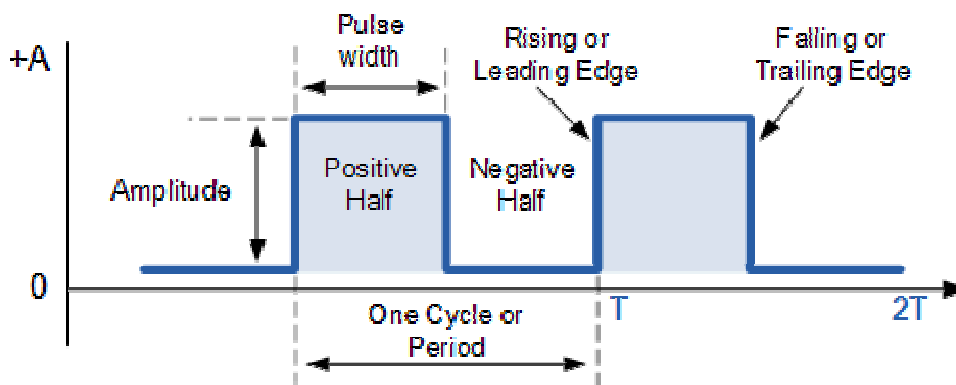 +A
Pulse
width
Rising or
Leading Edge
Falling or
Trailing Edge
Amplitude
Positive
Half
Negative
Half
0
T
2T
One Cycle or
Period